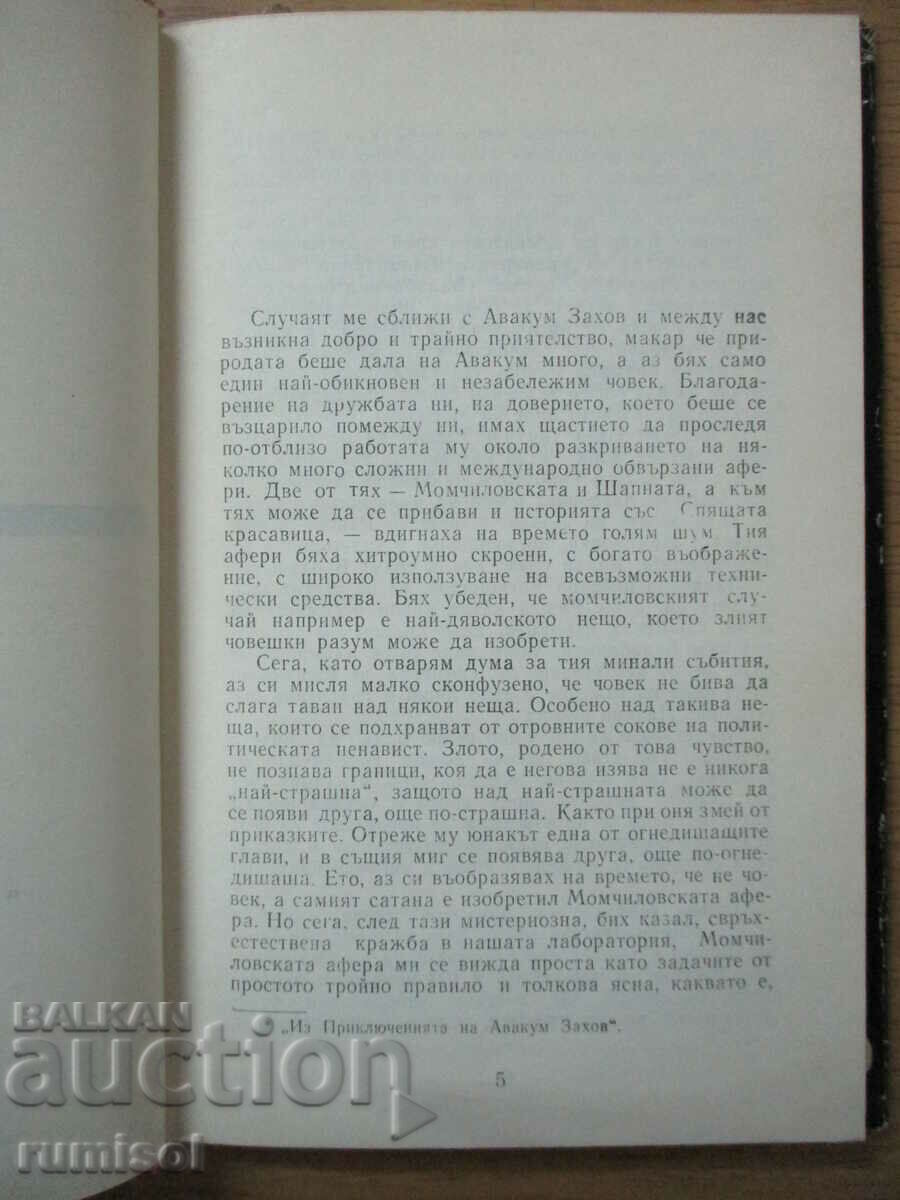 Случаят ме сближи с Авакум Захов и между нас
възникна добро и трайно приятелство, макар че при-
родата беше дала на Авакум много, а аз бях само
един най-обикновен и незабележим човек. Благода-
рение на дружбата ни, на доверието, което беше се
възцарило помежду ни, имах щастието да проследя
по-отблизо работата му около разкриването на ня-
колко много сложни и международно обвързани афе-
ри. Две от тях — Момчиловската и Шапната, а към
тях може да се прибави и историята със Спящата
красавица, — вдигнаха на времето голям шум Тия
афери бяха хитроумно скроени, с богато въображе-
ние, с широко използуване на всевъзможни техни-
чески средства. Бях убеден, че момчиловският слу-
чай например е най-дяволското нещо, което злият
човешки разум може да изобрети.
Сега, като отварям дума за тия минали събития,
аз си мисля малко сконфузено, че човек не бива да
слага таван над някои неща. Особено над такива не-
ща, които се подхранват от отровните сокове на поли-
тическата ненавист. Злото, родено от това чувство,
не познава граници, коя да е негова изява не е никога
„най-страшна“, защото над най-страшната може да
се появи друга, още по-страшна. Както при оня змей от
приказките. Отреже му юнакът една от огнедишащите
глави, и в същия миг се появява друга, още по-огне-
дишаща. Ето, аз си въобразявах на времето, че не чо-
век, а самият сатана е изобретил Момчиловската афе-
ра. Но сега, след тази мистериозна, бих казал, свръх-
естествена кражба в нашата лаборатория, Момчи-
ловската афера ми се вижда проста като задачите от
простото тройно правило и толкова ясна, каквато е,
„Из Приключенията на Авакум Захов“.
5
BALKAN
auction
rumisol